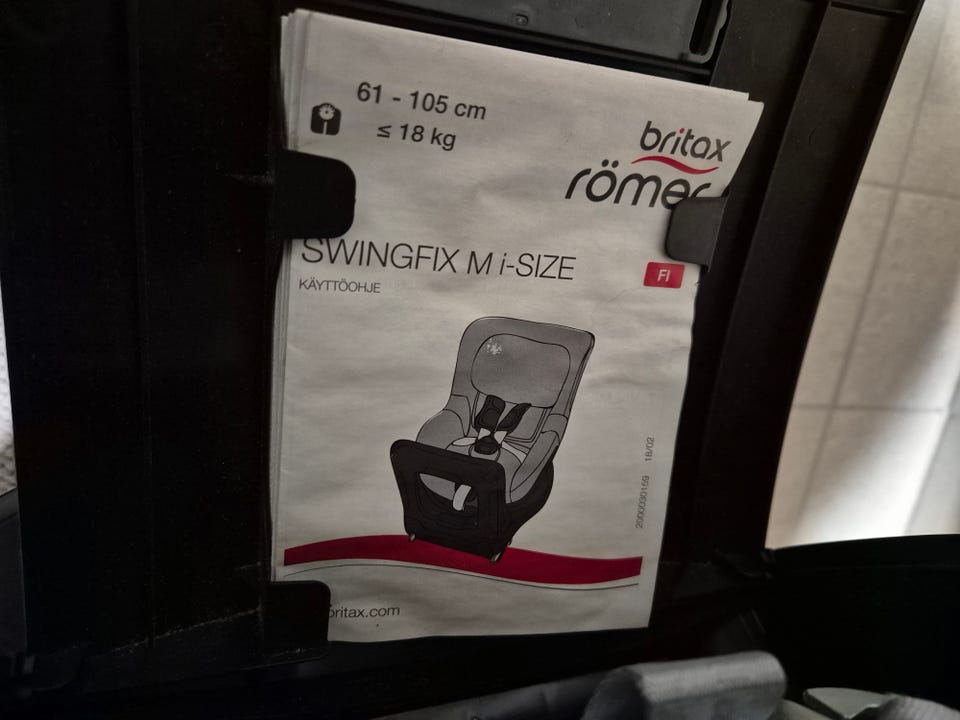 61 - 105 cm
≤ 18 kg
britax
römer
SWINGFIX M i-SIZE
FI
KÄYTTÖOHJE
2000030159 18/02
britax.com